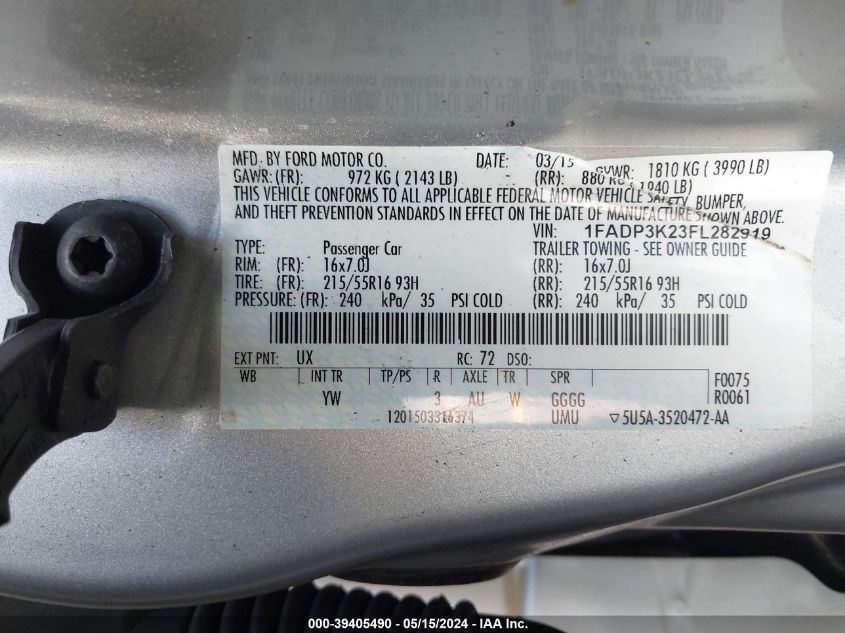 MFD. BY FORD MOTOR CO. DATE: 03/15 GVWR: 1810 KG ( 3990 LB)
GAWR: (FR): 972 KG ( 2143 LB) (RR): 880 KG ( 1940 LB)
THIS VEHICLE CONFORMS TO ALL APPLICABLE FEDERAL MOTOR VEHICLE SAFETY, BUMPER,
AND THEFT PREVENTION STANDARDS IN EFFECT ON THE DATE OF MANUFACTURE SHOWN ABOVE.
VIN: 1FADP3K23FL282919
TYPE: Passenger Car TRAILER TOWING - SEE OWNER GUIDE
RIM: (FR): 16x7.0J (RR): 16x7.0J
TIRE: (FR): 215/55R16 93H (RR): 215/55R16 93H
PRESSURE: (FR): 240 kPa/ 35 PSI COLD (RR): 240 kPa/ 35 PSI COLD
EXT PNT: UX RC: 72 DSO:
WB INT TR TP/PS R AXLE TR SPR F0075
YW 3 AU W GGGG R0061
1201503316374 UMU ▽5U5A-3520472-AA
000-39405490 - 05/15/2024 - IAA Inc.